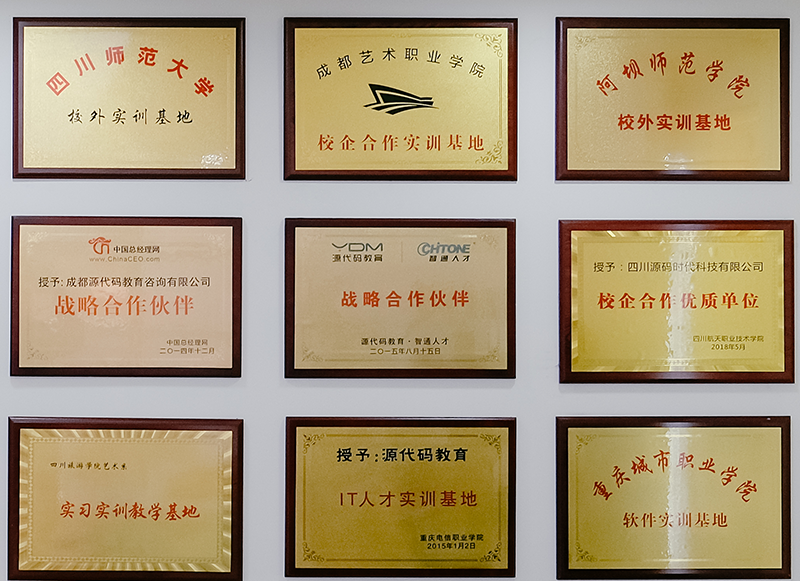 四川师范大学
校外实训基地
成都艺术职业学院
校企合作实训基地
阿坝师范学院
校外实训基地
中国总经理网
www.ChinaCEO.com
授予:成都源代码教育咨询有限公司
战略合作伙伴
中国总经理网
二〇一四年十二月
YDM
源代码教育
CHTONE
智通人才
战略合作伙伴
源代码教育·智通人才
二〇一五年八月十五日
授予:四川源码时代科技有限公司
校企合作优质单位
四川航天职业技术学院
2018年5月
四川旅游学院艺术系
实习实训教学基地
授予:源代码教育
IT人才实训基地
重庆电信职业学院
2015年1月2日
重庆城市职业学院
软件实训基地